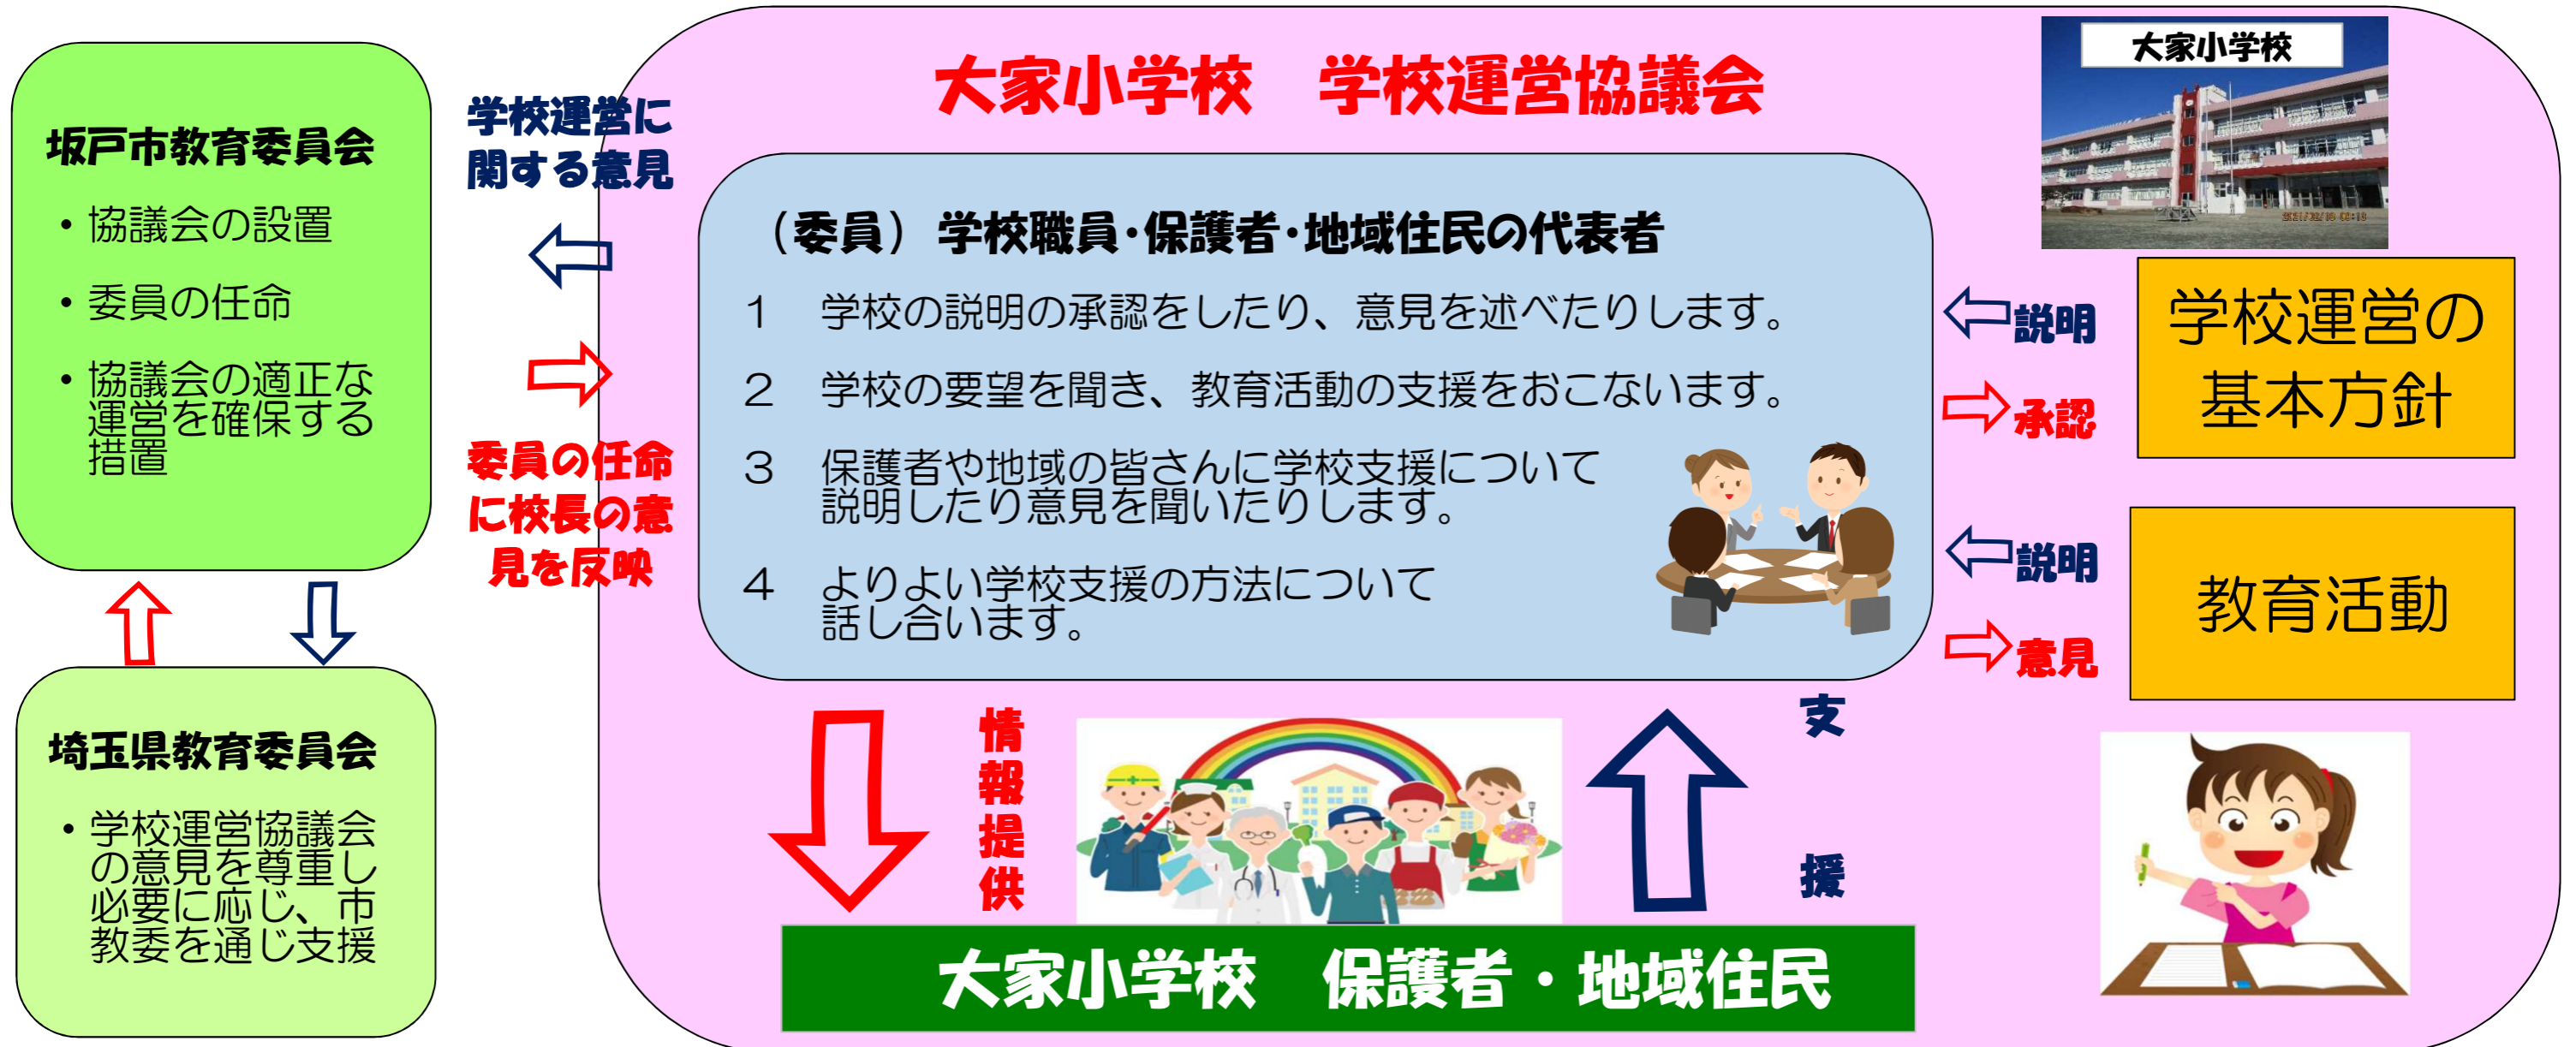 大家小学校　学校運営協議会
大家小学校
坂戸市教育委員会
・協議会の設置
・委員の任命
・協議会の適正な
運営を確保する
措置
学校運営に
関する意見
委員の任命
に校長の意
見を反映
埼玉県教育委員会
・学校運営協議会
の意見を尊重し
必要に応じ、市
教委を通じ支援
（委員）学校職員・保護者・地域住民の代表者
１　学校の説明の承認をしたり、意見を述べたりします。
２　学校の要望を聞き、教育活動の支援をおこないます。
３　保護者や地域の皆さんに学校支援について
説明したり意見を聞いたりします。
４　よりよい学校支援の方法について
話し合います。
説明
承認
学校運営の
基本方針
説明
意見
教育活動
情報提供
支援
大家小学校　保護者・地域住民